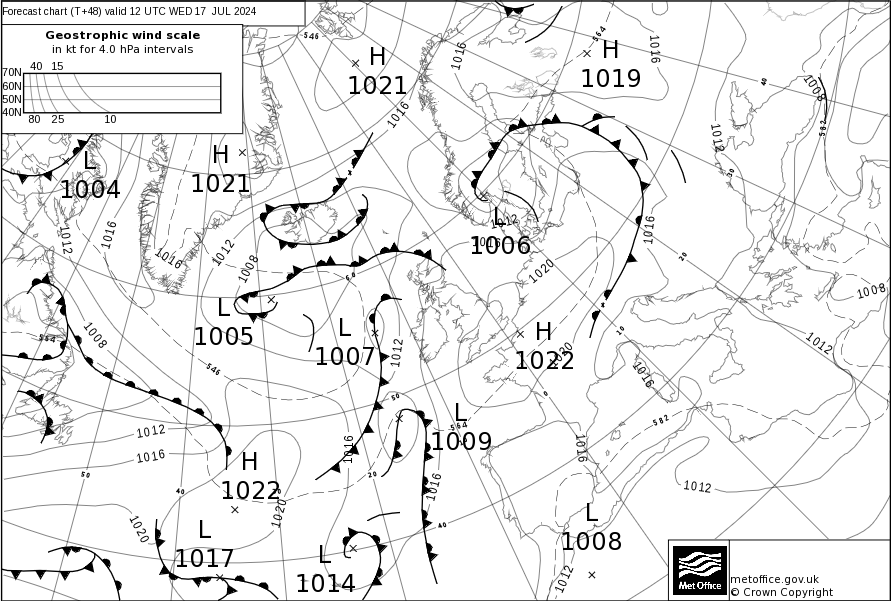 Forecast chart (T+48) valid 12 UTC WED 17 JUL 2024
Geostrophic wind scale
in kt for 4.0 hPa intervals
40 15
70N
60N
50N
40N
80 25 10
546
H
1021
1016
564
H
1019
1016
40
1008
582
1016
L
1004
H
1021
1012
30
1012
1016
1016
1012
1008
L
1012
1016
1006
1016
1020
20
60
1008
L
1005
L
1007
1012
H
1022
1020
10
1012
1016
554
1008
546
50
0
564
L
1009
582
1012
1016
1016
1016
H
1022
50
40
20
1016
1012
1020
1020
40
L
1017
L
1014
L
1008
1012
Met Office
metoffice.gov.uk
© Crown Copyright